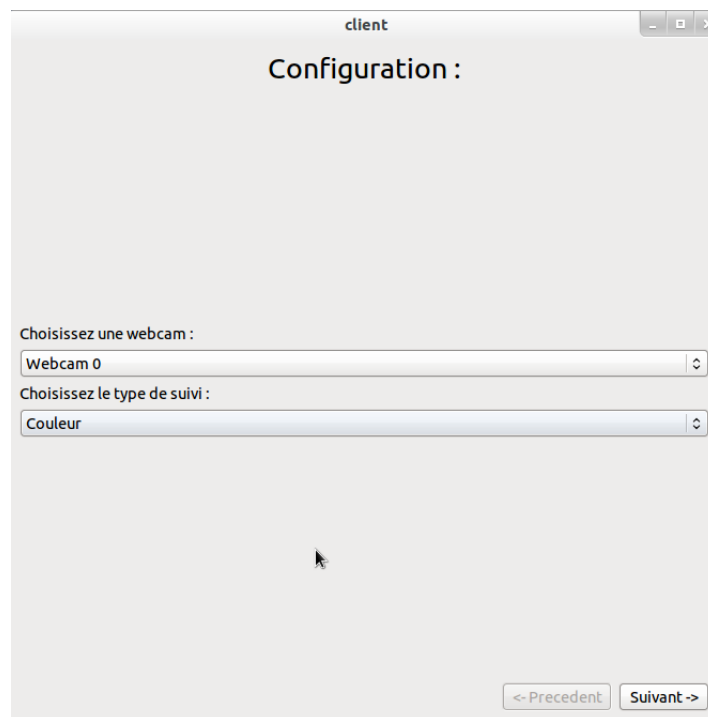 client
Configuration :
Choisissez une webcam :
Webcam 0
Choisissez le type de suivi :
Couleur
<- Precedent Suivant ->